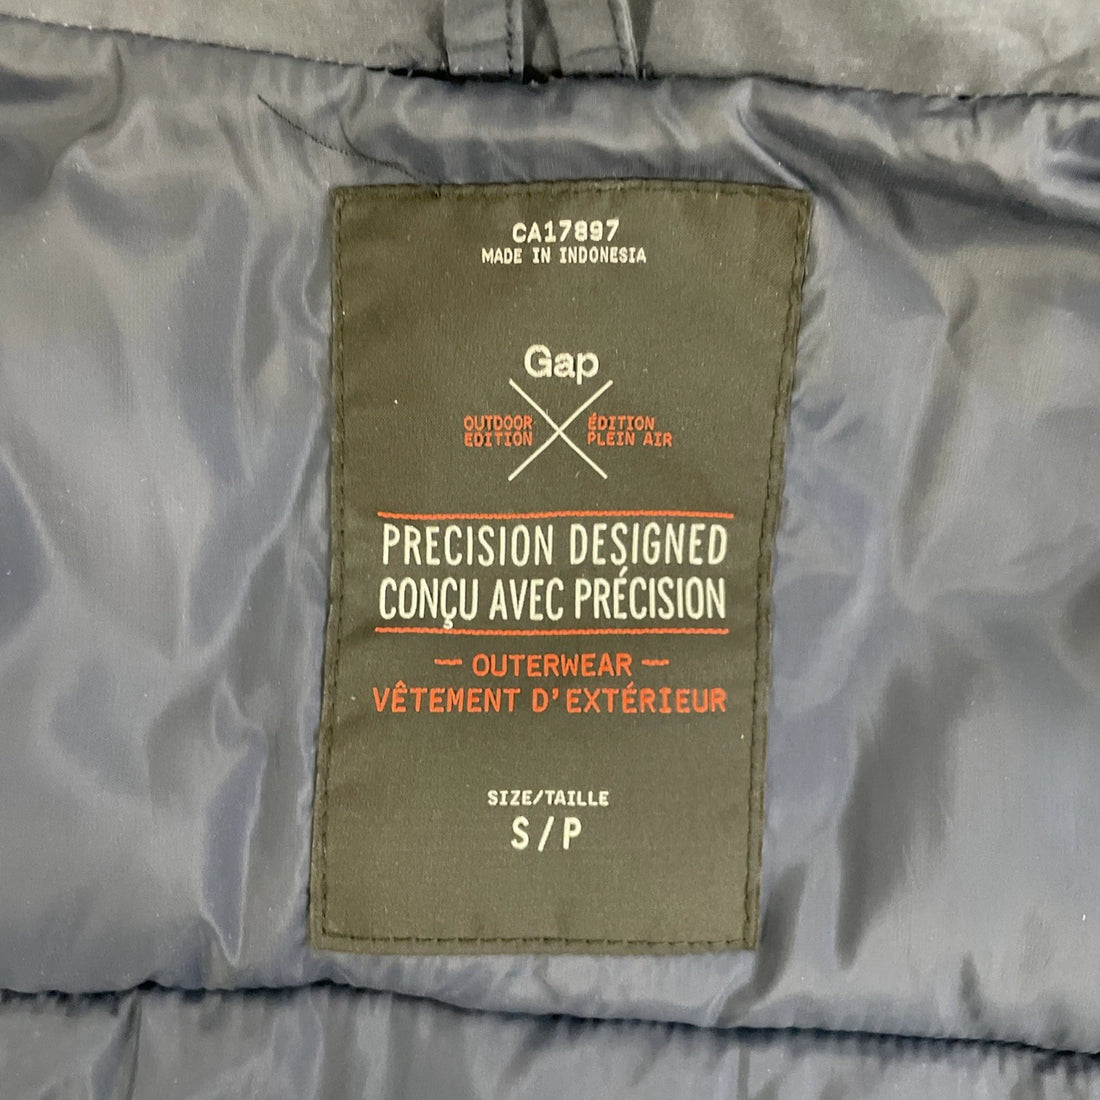 CA17897
MADE IN INDONESIA
Gap
OUTDOOR EDITION
ÉDITION PLEIN AIR
PRECISION DESIGNED
CONÇU AVEC PRÉCISION
— OUTERWEAR —
VÊTEMENT D'EXTÉRIEUR
SIZE/TAILLE
S/P